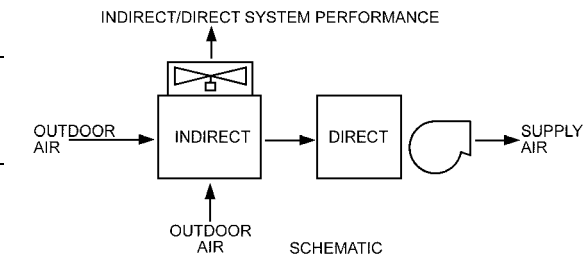 INDIRECT/DIRECT SYSTEM PERFORMANCE
OUTDOOR
AIR
INDIRECT
DIRECT
SUPPLY
AIR
OUTDOOR
AIR
SCHEMATIC